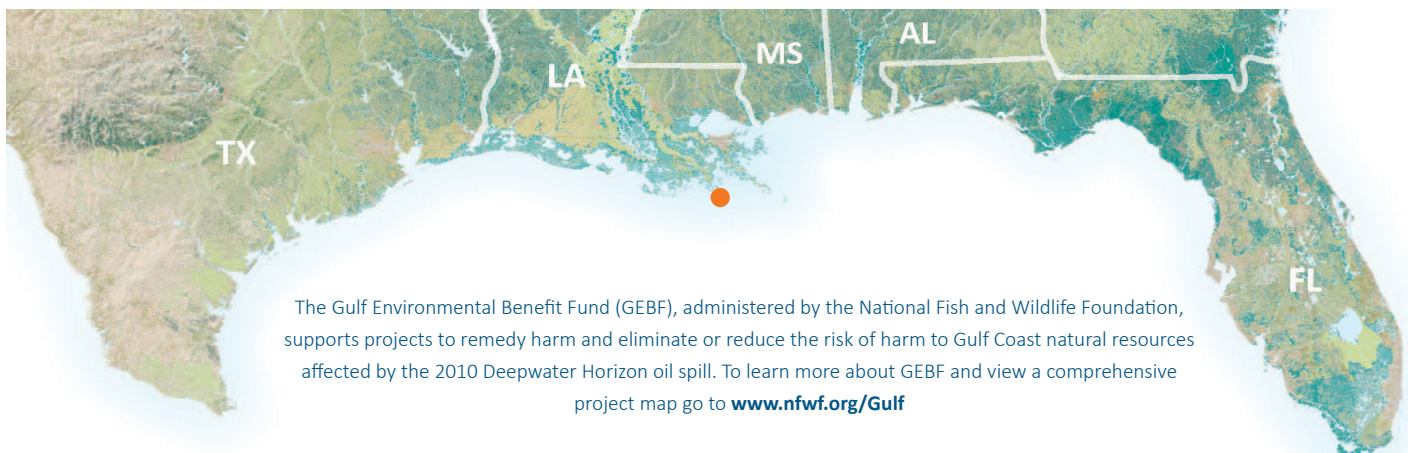 AL
MS
LA
TX
FL
The Gulf Environmental Benefit Fund (GEBF), administered by the National Fish and Wildlife Foundation,
supports projects to remedy harm and eliminate or reduce the risk of harm to Gulf Coast natural resources
affected by the 2010 Deepwater Horizon oil spill. To learn more about GEBF and view a comprehensive
project map go to www.nfwf.org/Gulf